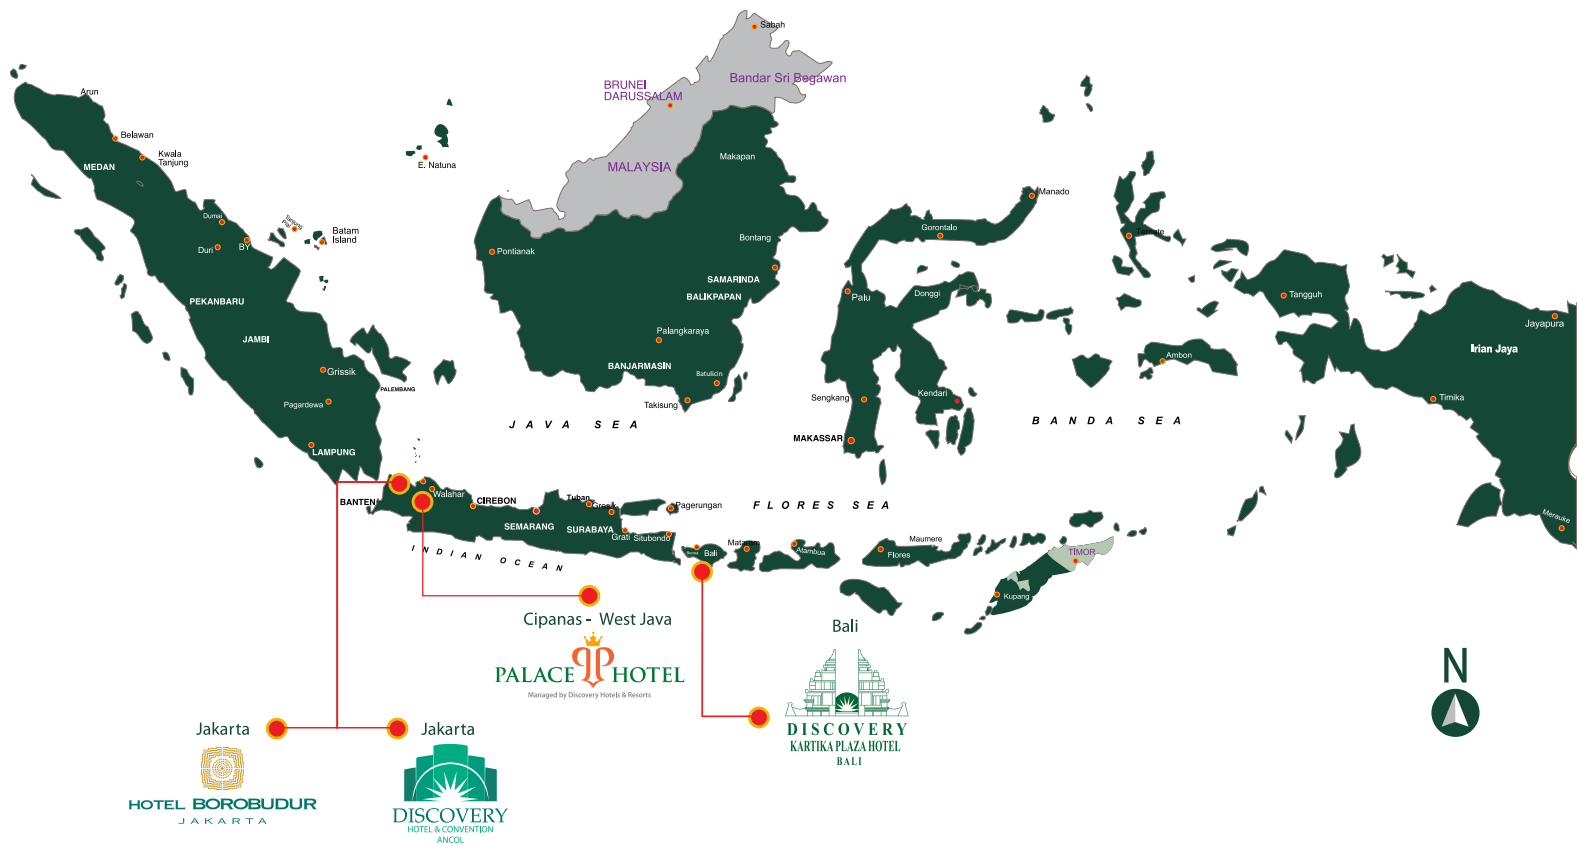 Sabah
Bandar Sri Begawan
BRUNEI
DARUSSALAM
Arun
Belawan
Kwala
Tanjung
MEDAN
E. Natuna
MALAYSIA
Makapan
Manado
Dumai
Tanjung
Batam
Island
Duri
BY
Pontianak
Bontang
Gorontalo
Ternate
SAMARINDA
BALIKPAPAN
Palu
Donggi
Tangguh
PEKANBARU
JAMBI
Palangkaraya
Jayapura
Irian Jaya
Grissik
BANJARMASIN
Batulicin
Ambon
PALEMBANG
Pagardewa
Takisung
Sengkang
Kendari
Timika
JAVA SEA
BANDA SEA
MAKASSAR
LAMPUNG
BANTEN
Walahar
CIREBON
Tuban
Pagerungan
FLORES SEA
SEMARANG
SURABAYA
Grati
Situbondo
Merauke
INDIAN OCEAN
Bali
Mataram
Atambua
Maumere
Flores
TIMOR
Kupang
Cipanas - West Java
PALACE HOTEL
Managed by Discovery Hotels & Resorts
Bali
DISCOVERY
KARTIKA PLAZA HOTEL
BALI
N
Jakarta
HOTEL BOROBUDUR
JAKARTA
Jakarta
DISCOVERY
HOTEL & CONVENTION
ANCOL